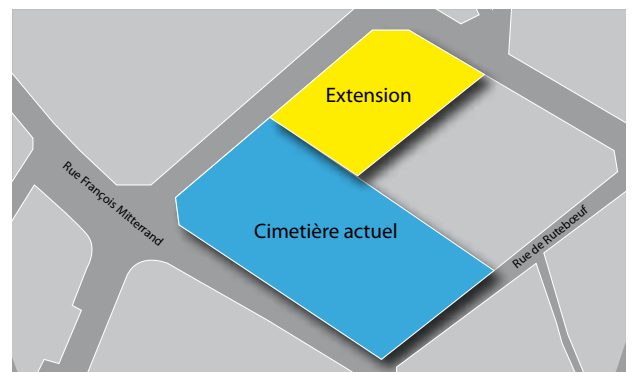 Extension
Rue François Mitterrand
Cimetière actuel
Rue de Rutebœuf